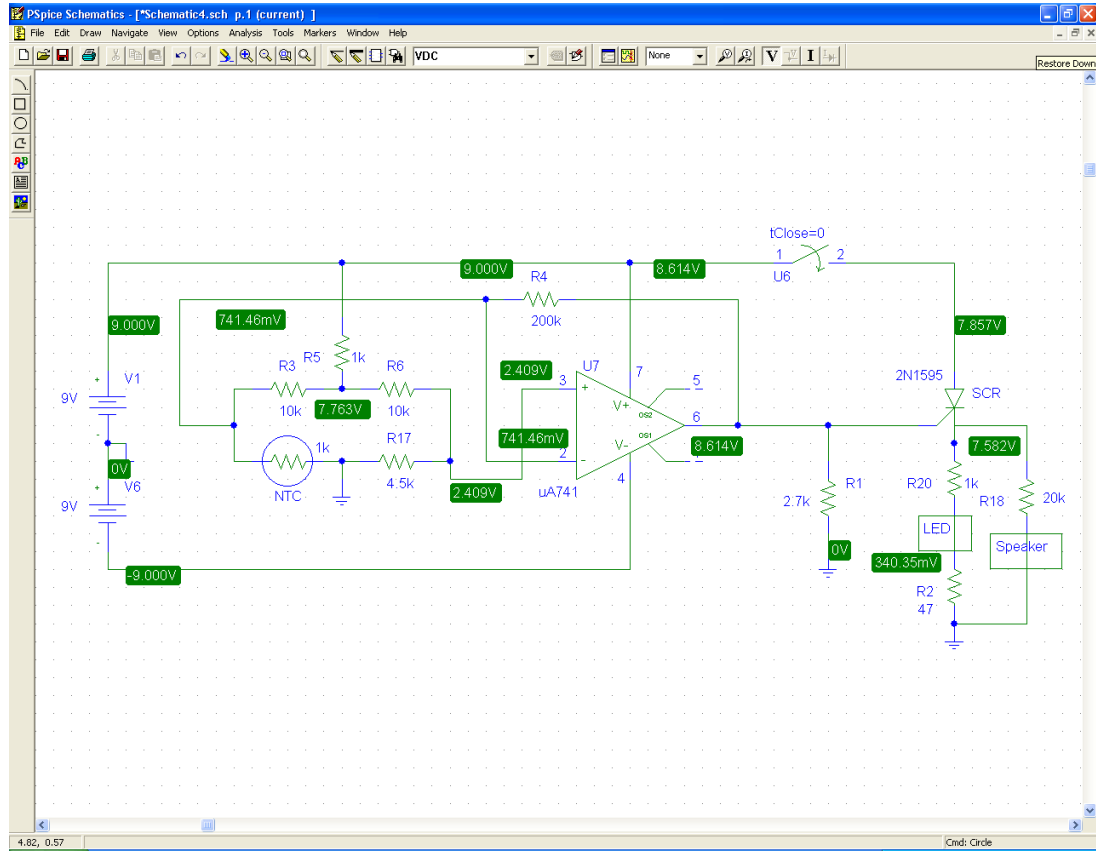 PSpice Schematics - [*Schematic4.sch p.1 (current) ]
File Edit Draw Navigate View Options Analysis Tools Markers Window Help
VDC
None
V
I
Restore Down
tClose=0
1 2
U6
9.000V
8.614V
R4
200k
741.46mV
9.000V
7.857V
R3 R5 1k R6
2.409V
U7
7
5
2N1595
SCR
V1
9V
+
-
3
+
V+
OS2
10k
7.763V
10k
6
1k
R17
741.46mV
2
-
V-
OS1
8.614V
7.582V
0V
V6
+
NTC
4.5k
2.409V
uA741
4
R20
1k
R18
20k
9V
-
2.7k
R1
LED
Speaker
0V
340.35mV
-9.000V
R2
47
4.82, 0.57
Cmd: Circle